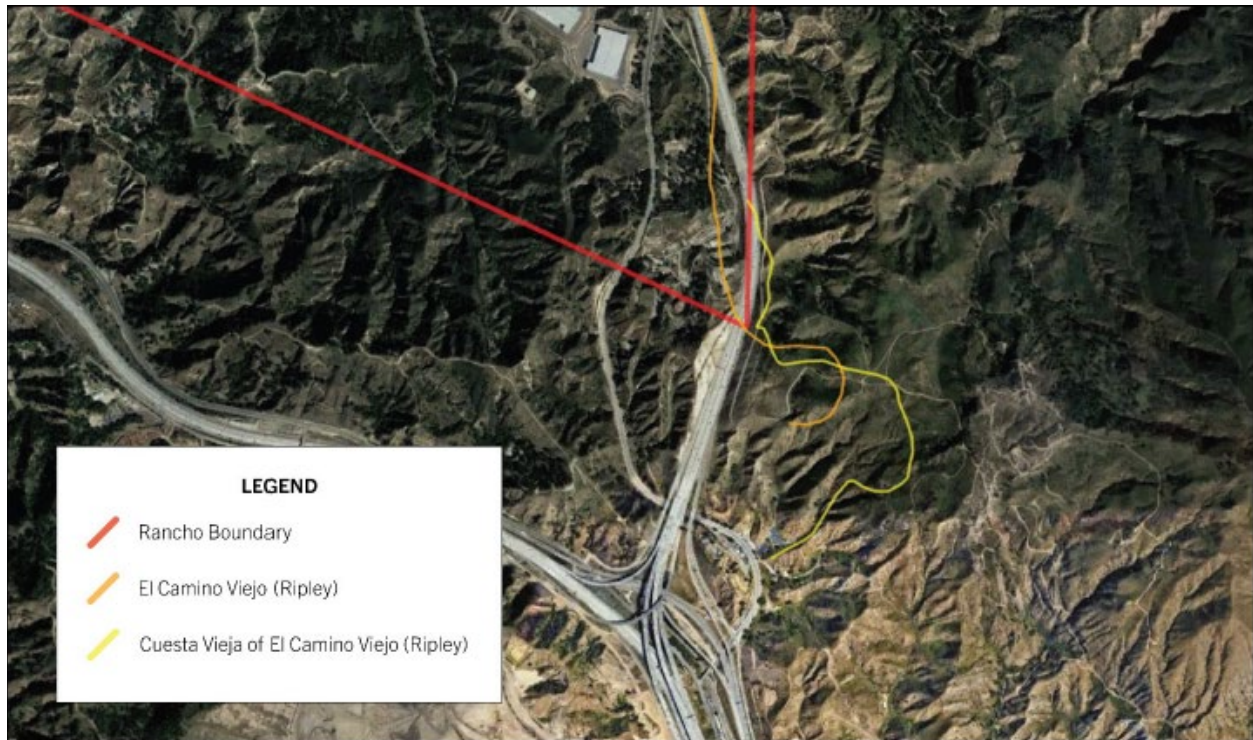 LEGEND
Rancho Boundary
El Camino Viejo (Ripley)
Cuesta Vieja of El Camino Viejo (Ripley)